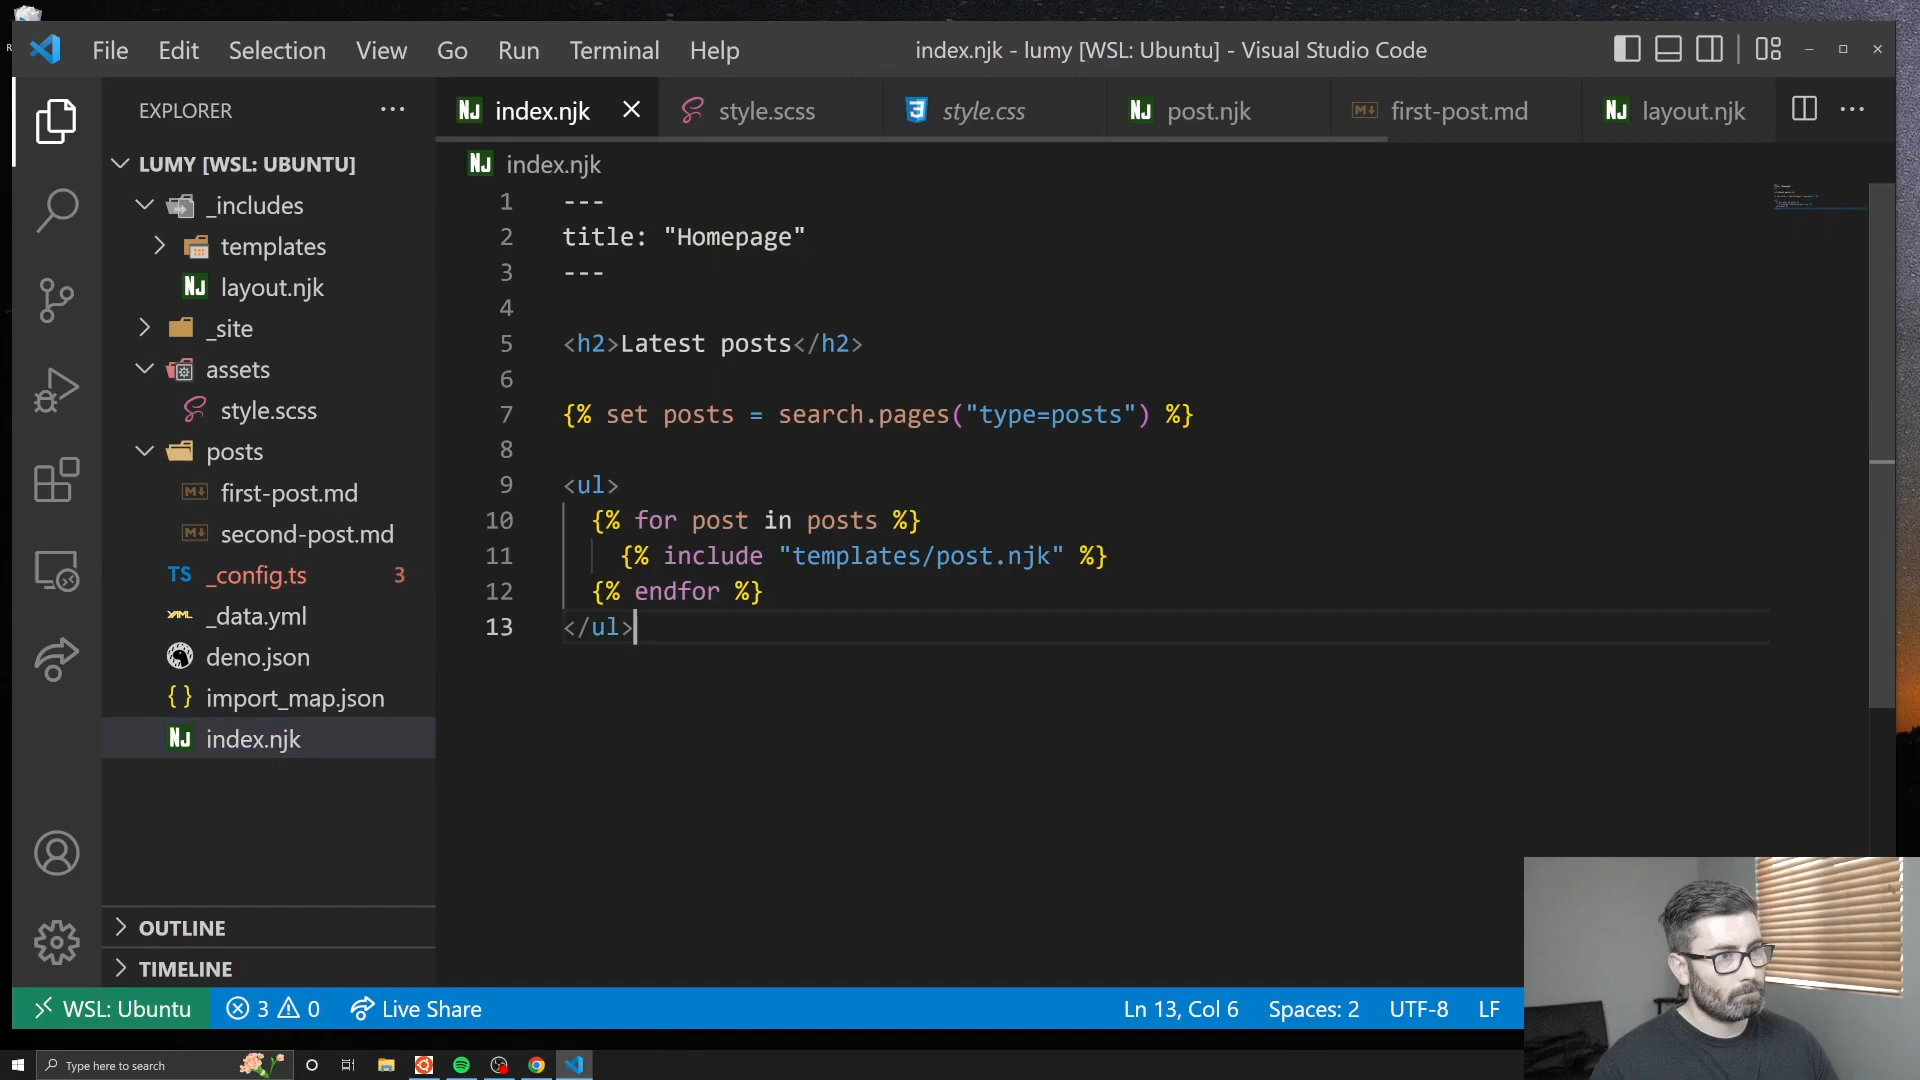 File Edit Selection View Go Run Terminal Help
index.njk - lumy [WSL: Ubuntu] - Visual Studio Code
EXPLORER
index.njk
style.scss
style.css
post.njk
first-post.md
layout.njk
LUMY [WSL: UBUNTU]
_includes
templates
layout.njk
_site
assets
style.scss
posts
first-post.md
second-post.md
TS _config.ts 3
YAML _data.yml
deno.json
{ } import_map.json
index.njk
OUTLINE
TIMELINE
index.njk
1 ---
2 title: "Homepage"
3 ---
4
5 <h2>Latest posts</h2>
6
7 {% set posts = search.pages("type=posts") %}
8
9 <ul>
10 {% for post in posts %}
11 {% include "templates/post.njk" %}
12 {% endfor %}
13 </ul>
WSL: Ubuntu 3 0 Live Share
Ln 13, Col 6 Spaces: 2 UTF-8 LF
Type here to search